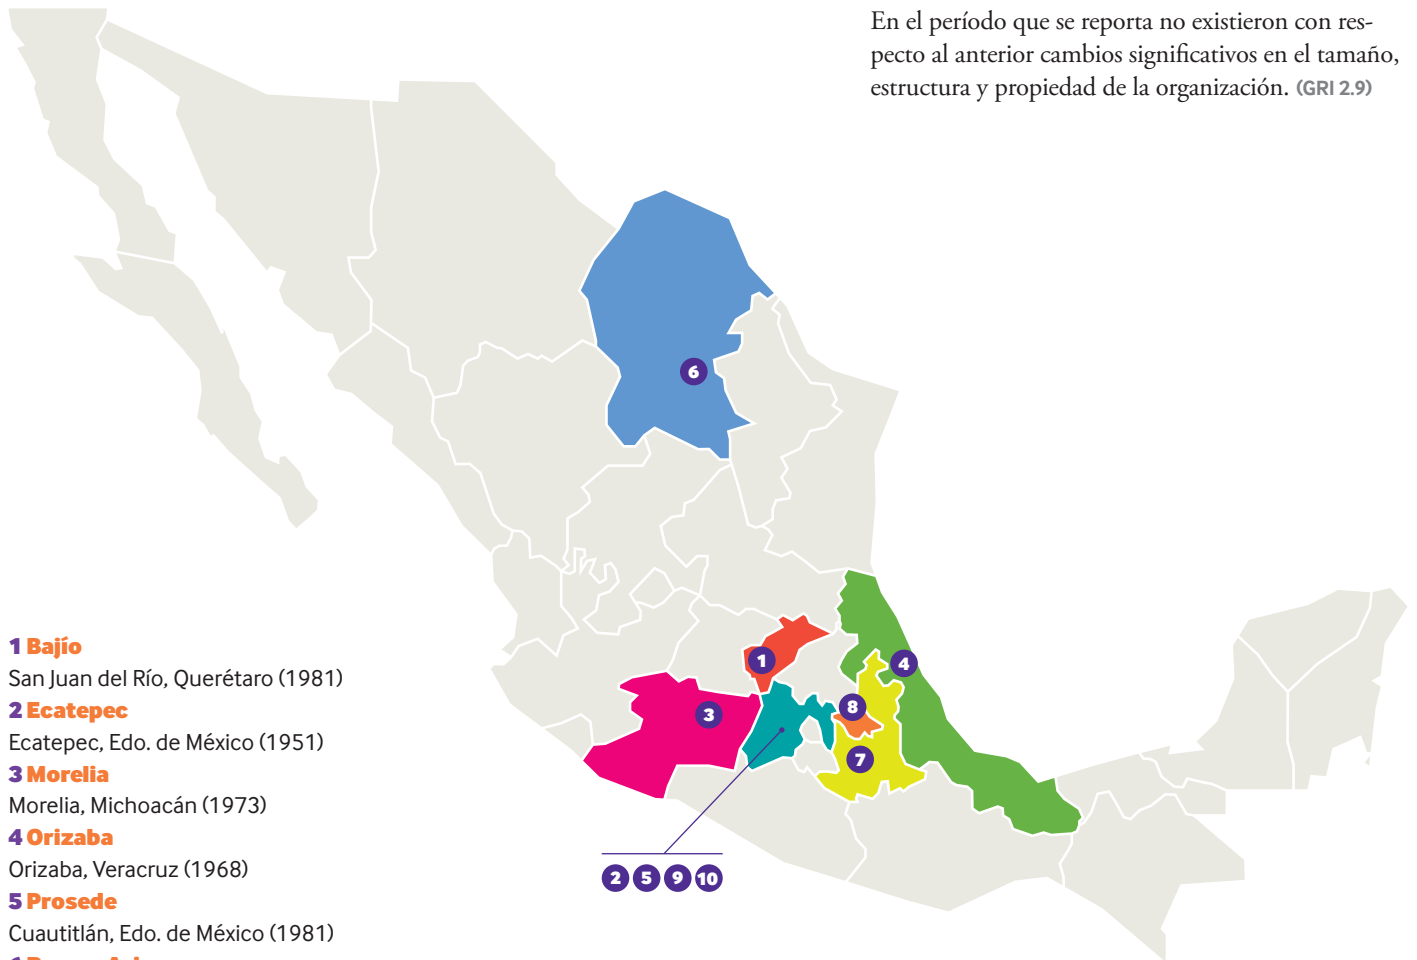 En el período que se reporta no existieron con res-
pecto al anterior cambios significativos en el tamaño,
estructura y propiedad de la organización. (GRI 2.9)
6
1
4
3
8
7
2 5 9 10
1 Bajío
San Juan del Río, Querétaro (1981)
2 Ecatepec
Ecatepec, Edo. de México (1951)
3 Morelia
Morelia, Michoacán (1973)
4 Orizaba
Orizaba, Veracruz (1968)
5 Prosede
Cuautitlán, Edo. de México (1981)